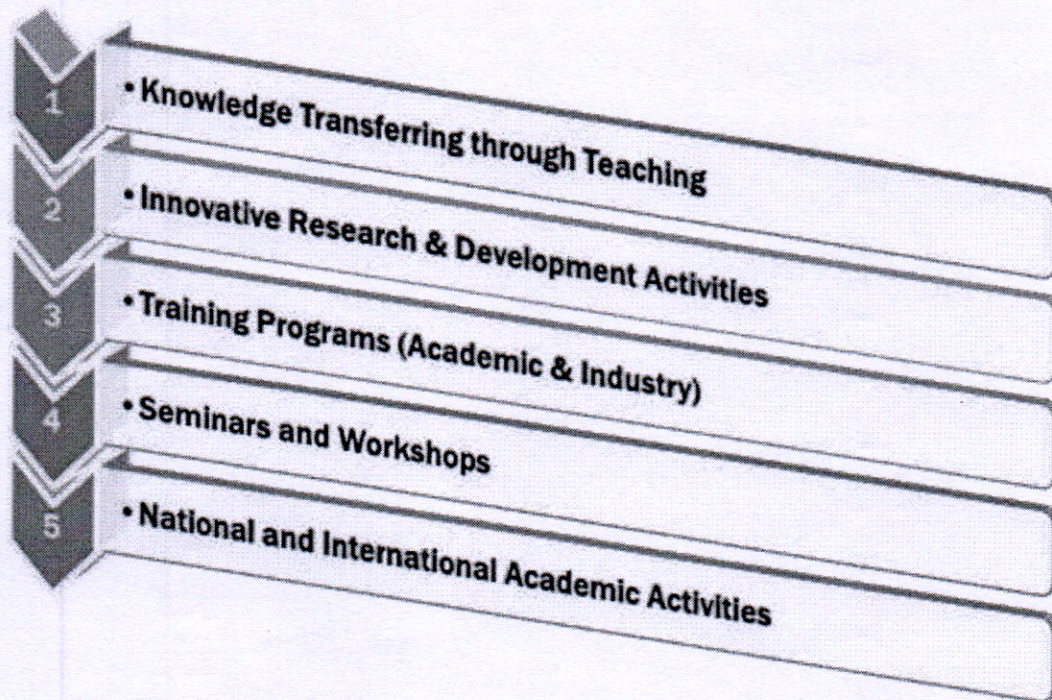 1
• Knowledge Transferring through Teaching
2
• Innovative Research & Development Activities
3
• Training Programs (Academic & Industry)
4
• Seminars and Workshops
5
• National and International Academic Activities